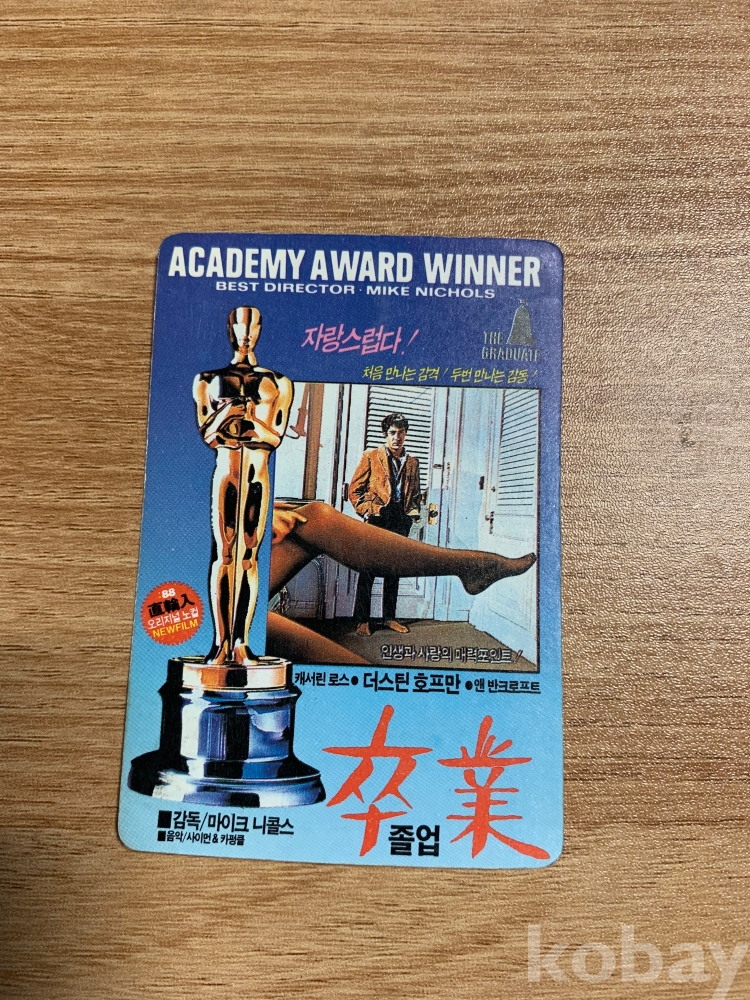 ACADEMY AWARD WINNER
BEST DIRECTOR · MIKE NICHOLS
자랑스럽다!
THE
GRADUATE
처음 만나는 감격! 두번 만나는 감동!
:88
直輸入
오리지널 노컽
NEWFILM
인생과 사랑의 매력포인트!
캐서린 로스 ● 더스틴 호프만 ● 앤 반크로프트
卒業
졸업
■감독/마이크 니콜스
■음악/사이먼 & 카펑클
kobay